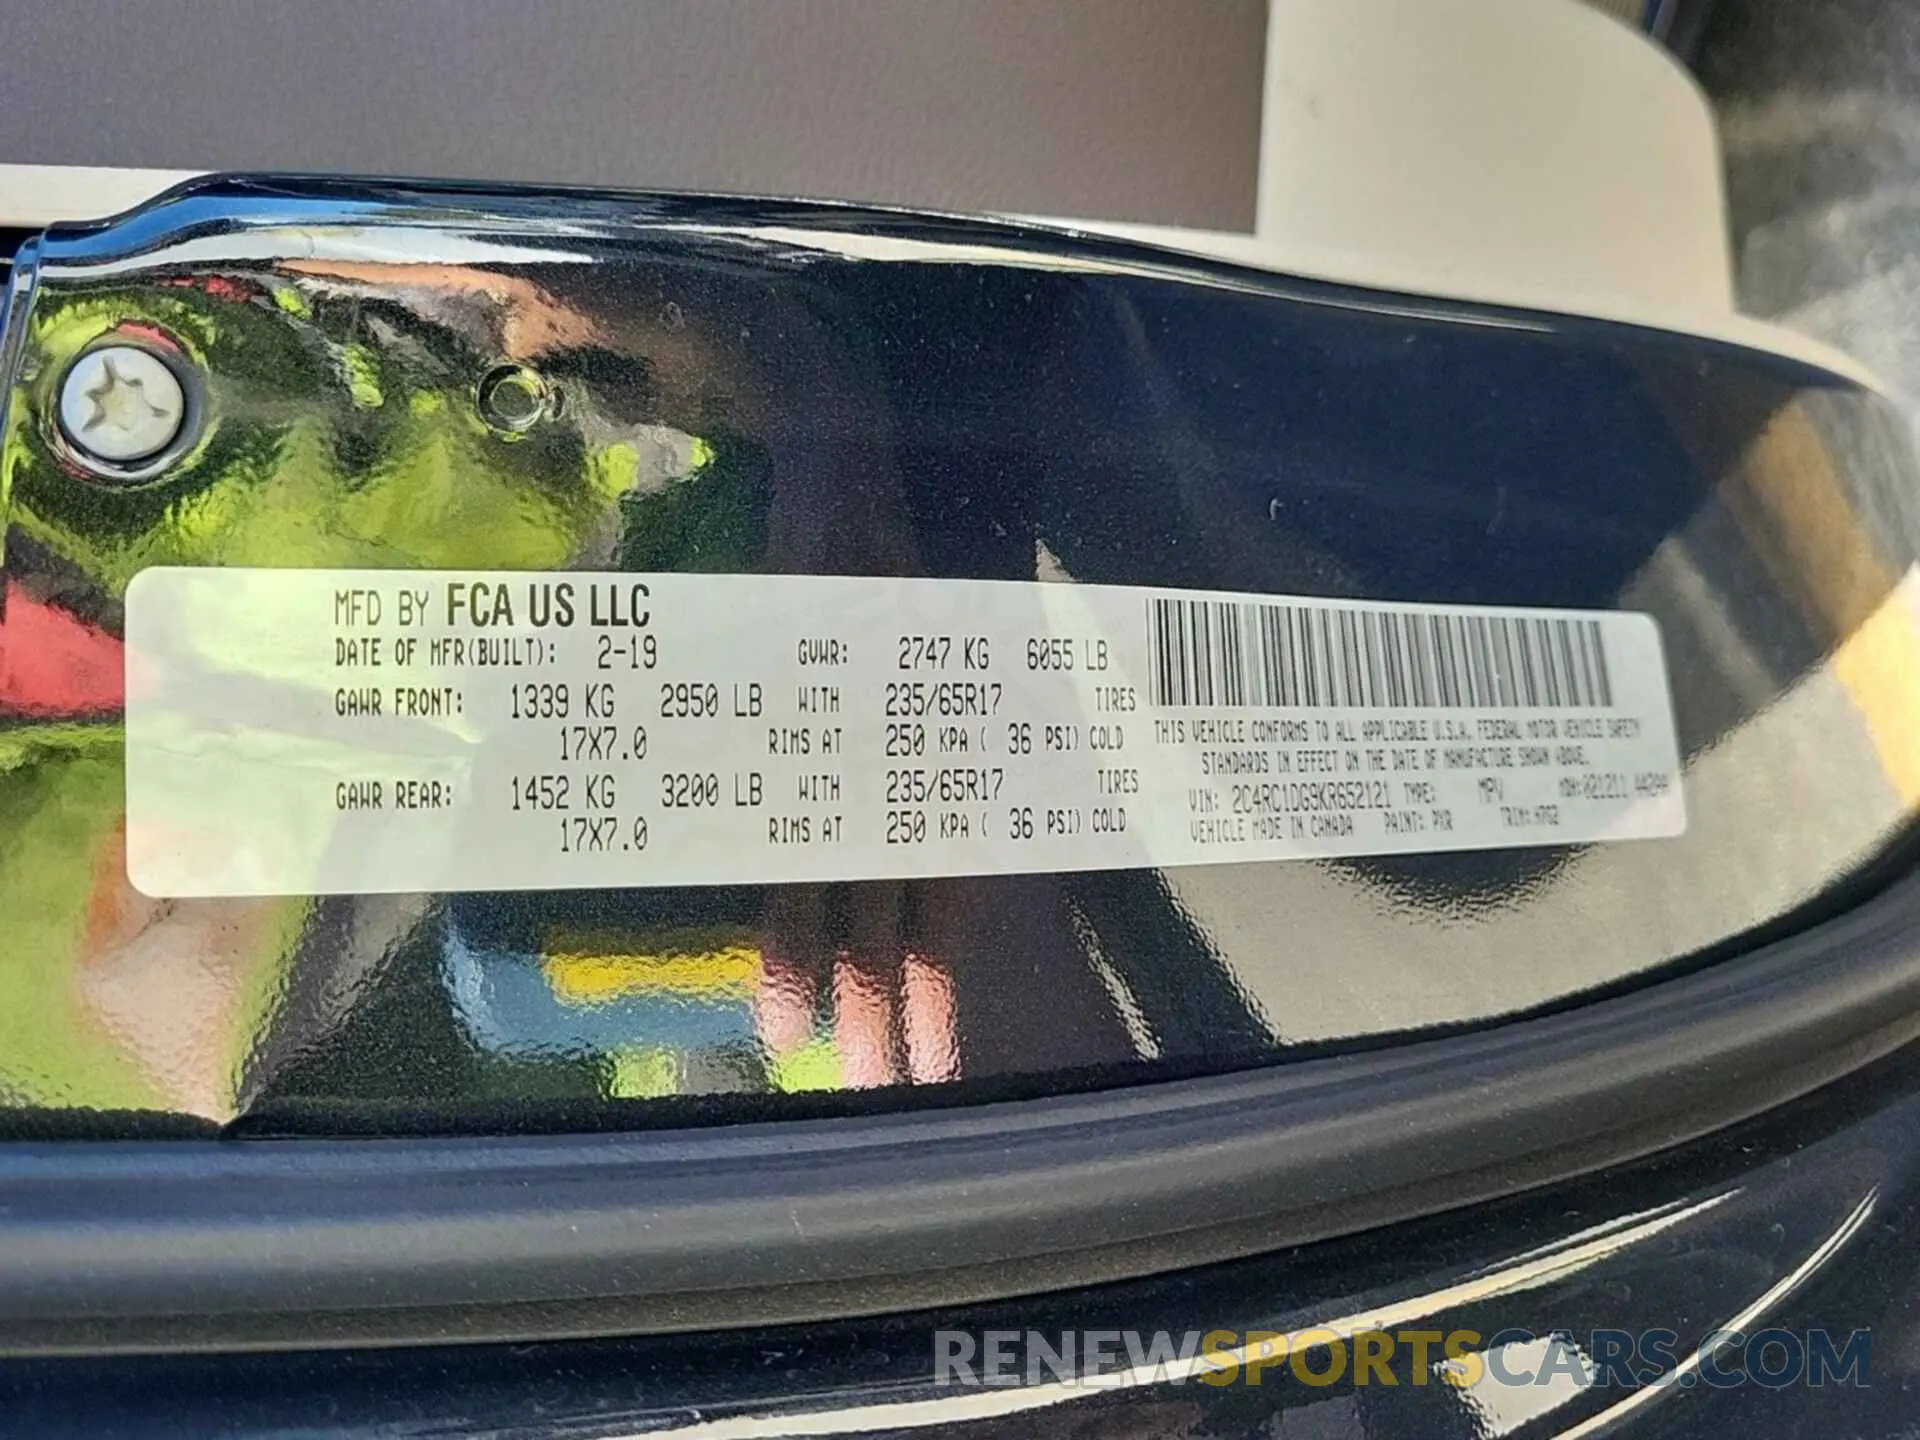 MFD BY FCA US LLC
DATE OF MFR(BUILT): 2-19 GVWR: 2747 KG 6055 LB
GAWR FRONT: 1339 KG 2950 LB WITH 235/65R17 TIRES
17X7.0 RIMS AT 250 KPA ( 36 PSI) COLD
GAWR REAR: 1452 KG 3200 LB WITH 235/65R17 TIRES
17X7.0 RIMS AT 250 KPA ( 36 PSI) COLD
THIS VEHICLE CONFORMS TO ALL APPLICABLE U.S.A. FEDERAL MOTOR VEHICLE SAFETY
STANDARDS IN EFFECT ON THE DATE OF MANUFACTURE SHOWN ABOVE.
VIN: 2C4RC1DG9KR652121 TYPE: MPV MDH:021211 44244
VEHICLE MADE IN CANADA PAINT: PXR TRIM:
RENEWSPORTSCARS.COM